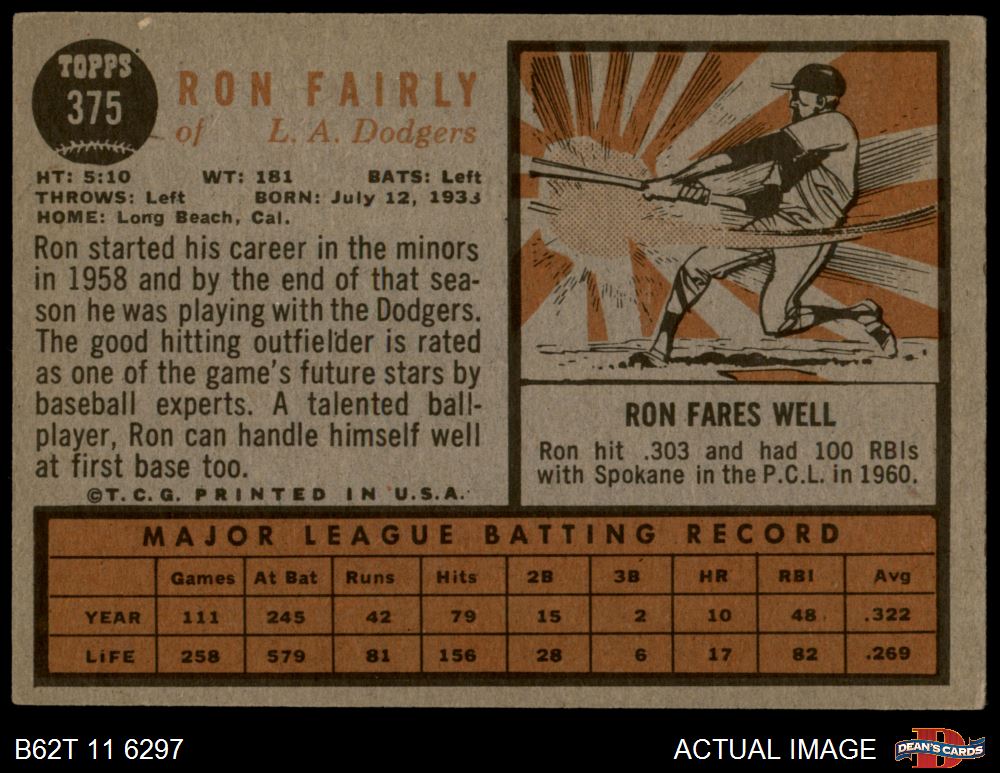 TOPPS
375
RON FAIRLY
of L. A. Dodgers
HT: 5:10 WT: 181 BATS: Left
THROWS: Left BORN: July 12, 1933
HOME: Long Beach, Cal.
Ron started his career in the minors
in 1958 and by the end of that sea-
son he was playing with the Dodgers.
The good hitting outfielder is rated
as one of the game's future stars by
baseball experts. A talented ball-
player, Ron can handle himself well
at first base too.
©T. C. G. PRINTED IN U.S.A.
RON FARES WELL
Ron hit .303 and had 100 RBIs
with Spokane in the P.C.L. in 1960.
MAJOR LEAGUE BATTING RECORD
Games At Bat Runs Hits 2B 3B HR RBI Avg
YEAR 111 245 42 79 15 2 10 48 .322
LiFE 258 579 81 156 28 6 17 82 .269
B62T 11 6297
ACTUAL IMAGE
D
DEAN'S CARDS